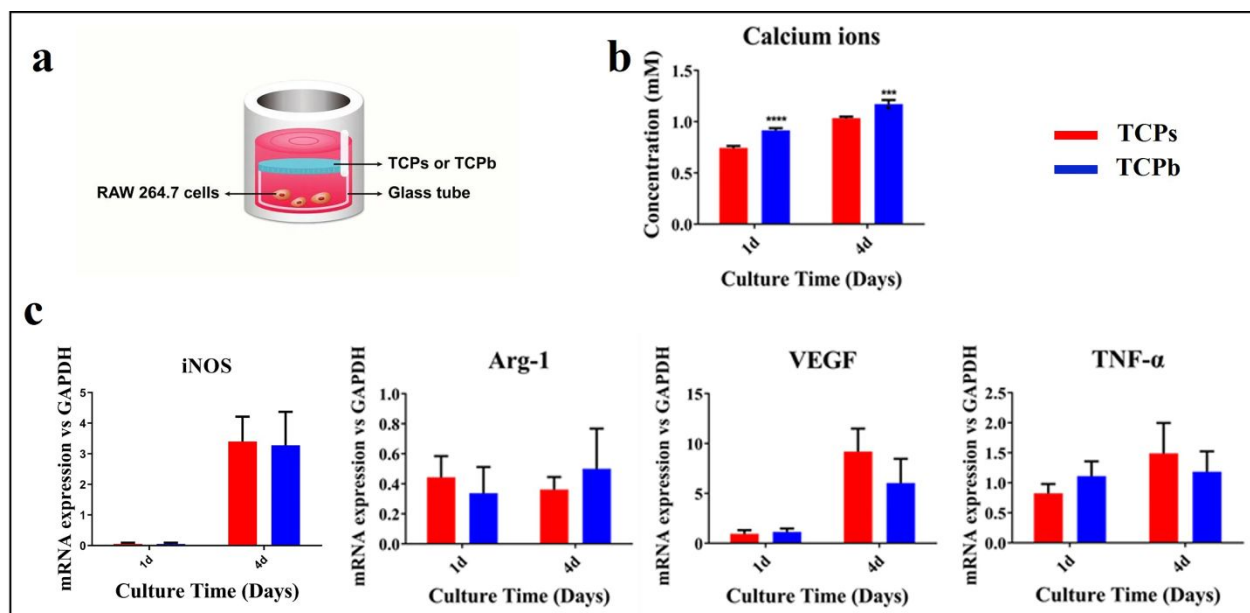 a
TCPs or TCPb
RAW 264.7 cells
Glass tube
b
Calcium ions
Concentration (mM)
1.5
1.0
0.5
0.0
****
***
1d
4d
Culture Time (Days)
TCPs
TCPb
c
iNOS
mRNA expression vs GAPDH
5
4
3
2
1
0
1d
4d
Culture Time (Days)
Arg-1
mRNA expression vs GAPDH
1.0
0.8
0.6
0.4
0.2
0.0
1d
4d
Culture Time (Days)
VEGF
mRNA expression vs GAPDH
15
10
5
0
1d
4d
Culture Time (Days)
TNF-α
mRNA expression vs GAPDH
2.5
2.0
1.5
1.0
0.5
0.0
1d
4d
Culture Time (Days)